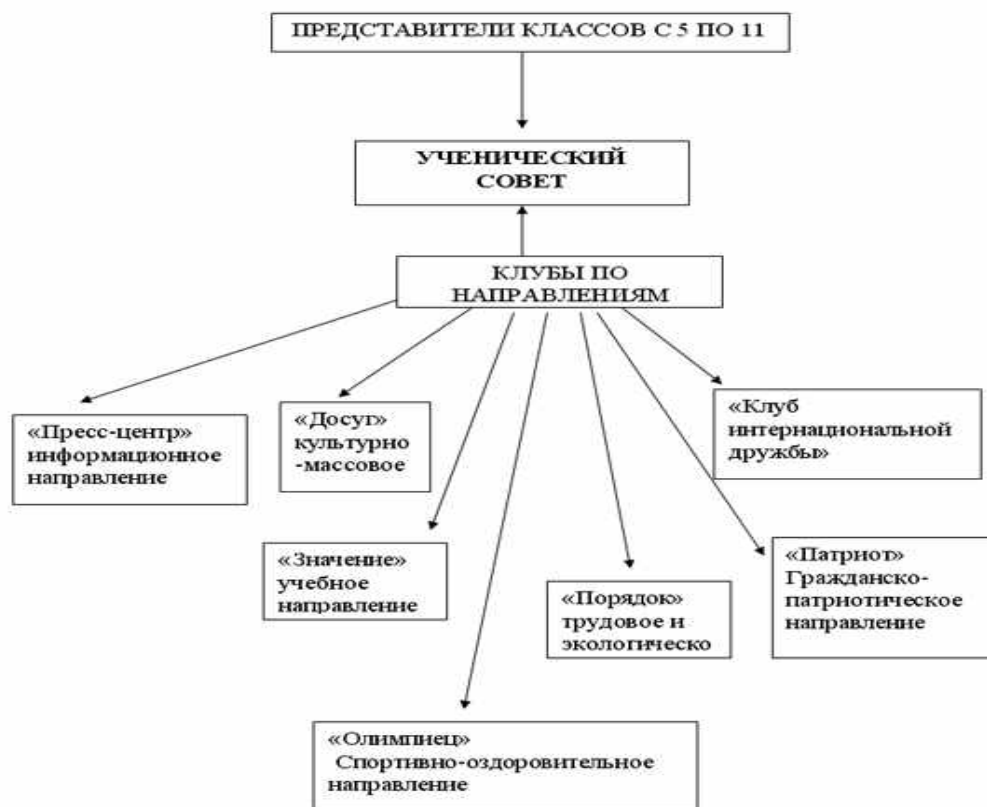 ПРЕДСТАВИТЕЛИ КЛАССОВ С 5 ПО 11
УЧЕНИЧЕСКИЙ
СОВЕТ
КЛУБЫ ПО
НАПРАВЛЕНИЯМ
«Пресс-центр»
информационное
направление
«Досуг»
культурно
-массовое
«Клуб
интернациональной
дружбы»
«Значение»
учебное
направление
«Порядок»
трудовое и
экологическо
«Патриот»
Гражданско-
патриотическое
направление
«Олимпиец»
Спортивно-оздоровительное
направление